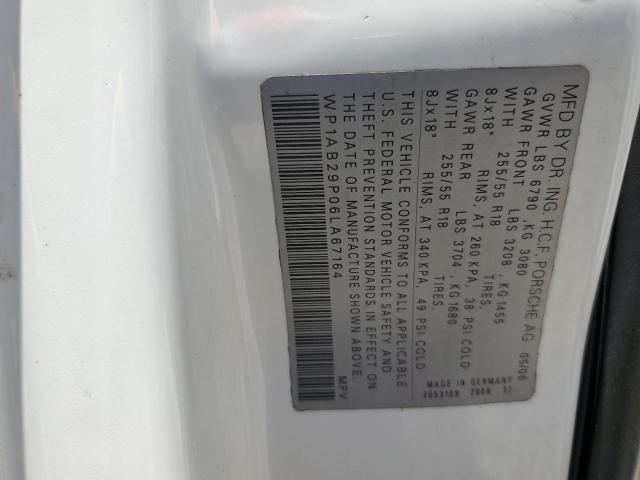 MFD BY DR. ING. H.C.F. PORSCHE AG 05/06
GVWR LBS 6790 ,KG 3080
GAWR FRONT LBS 3208 , KG 1455
WITH 255/55 R18 TIRES,
8Jx18" RIMS, AT 260 KPA, 38 PSI COLD
GAWR REAR LBS 3704 , KG 1680
WITH 255/55 R18 TIRES,
8Jx18" RIMS, AT 340 KPA, 49 PSI COLD
THIS VEHICLE CONFORMS TO ALL APPLICABLE
U.S. FEDERAL MOTOR VEHICLE SAFETY AND
THEFT PREVENTION STANDARDS IN EFFECT ON
THE DATE OF MANUFACTURE SHOWN ABOVE.
WP1AB29P06LA67164 MPV
MADE IN GERMANY